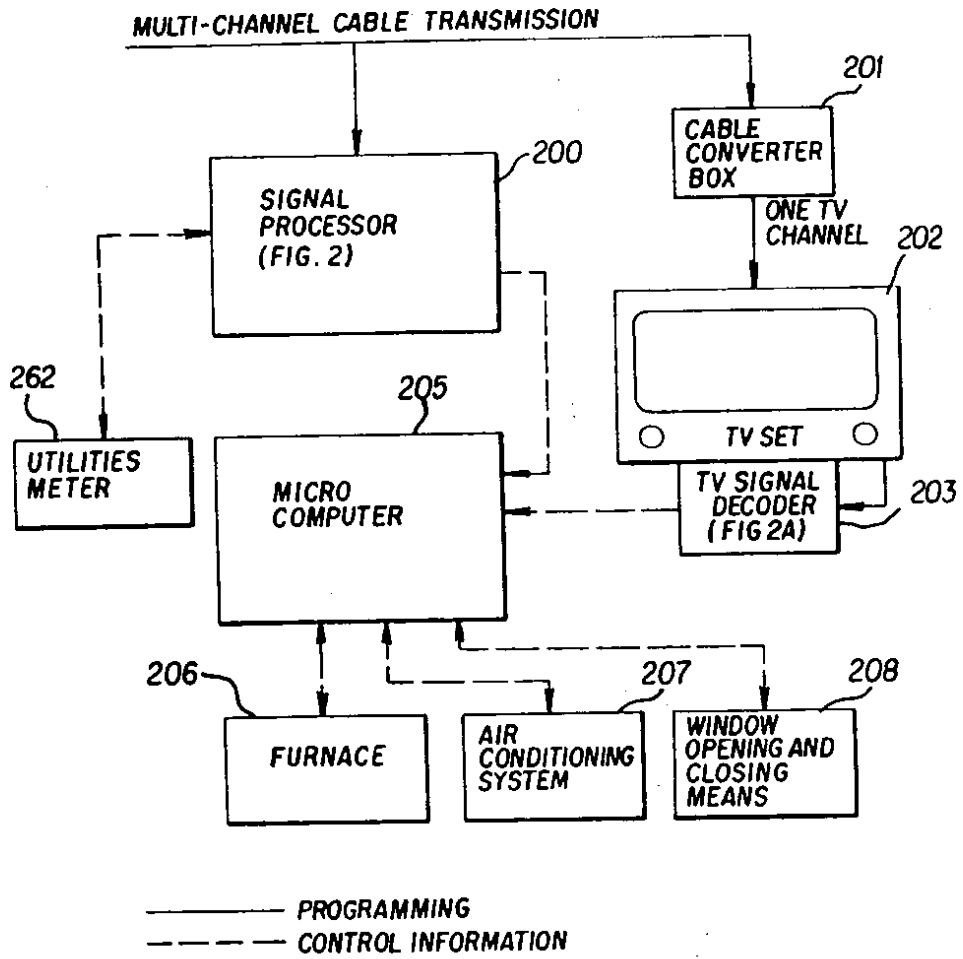 MULTI-CHANNEL CABLE TRANSMISSION
201
CABLE
CONVERTER
BOX
200
SIGNAL
PROCESSOR
(FIG. 2)
ONE TV
CHANNEL
202
262
205
TV SET
UTILITIES
METER
MICRO
COMPUTER
TV SIGNAL
DECODER
(FIG 2A)
203
206
207
208
FURNACE
AIR
CONDITIONING
SYSTEM
WINDOW
OPENING AND
CLOSING
MEANS
PROGRAMMING
CONTROL INFORMATION